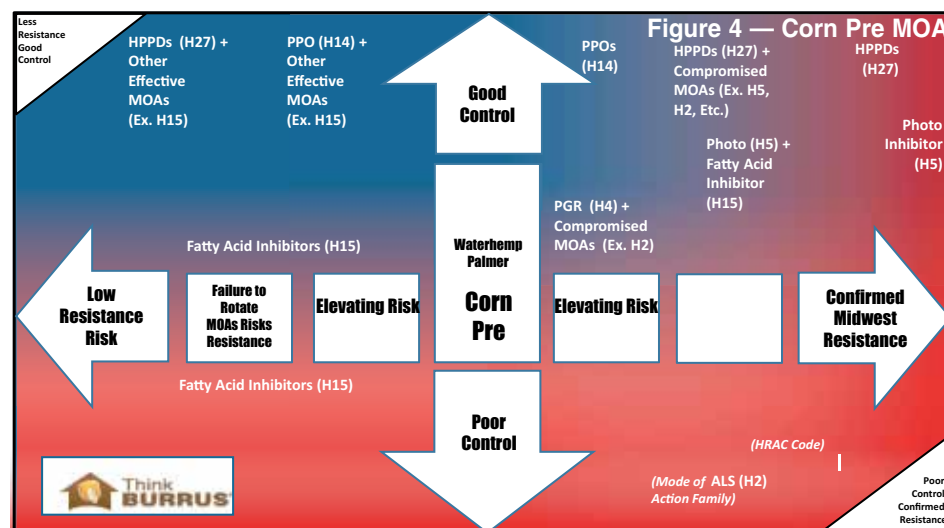 Less
Resistance
Good
Control
Figure 4 — Corn Pre MOA
HPPDs (H27) +
Other
Effective
MOAs
(Ex. H15)
PPO (H14) +
Other
Effective
MOAs
(Ex. H15)
Good
Control
PPOs
(H14)
HPPDs (H27) +
Compromised
MOAs (Ex. H5,
H2, Etc.)
HPPDs
(H27)
Photo
Inhibitor
(H5)
Photo (H5) +
Fatty Acid
Inhibitor
(H15)
PGR (H4) +
Compromised
MOAs (Ex. H2)
Fatty Acid Inhibitors (H15)
Waterhemp
Palmer
Corn
Pre
Low
Resistance
Risk
Failure to
Rotate
MOAs Risks
Resistance
Elevating Risk
Elevating Risk
Confirmed
Midwest
Resistance
Fatty Acid Inhibitors (H15)
Poor
Control
(HRAC Code)
(Mode of ALS (H2)
Action Family)
Think
BURRUS
Poor
Control
Confirmed
Resistance